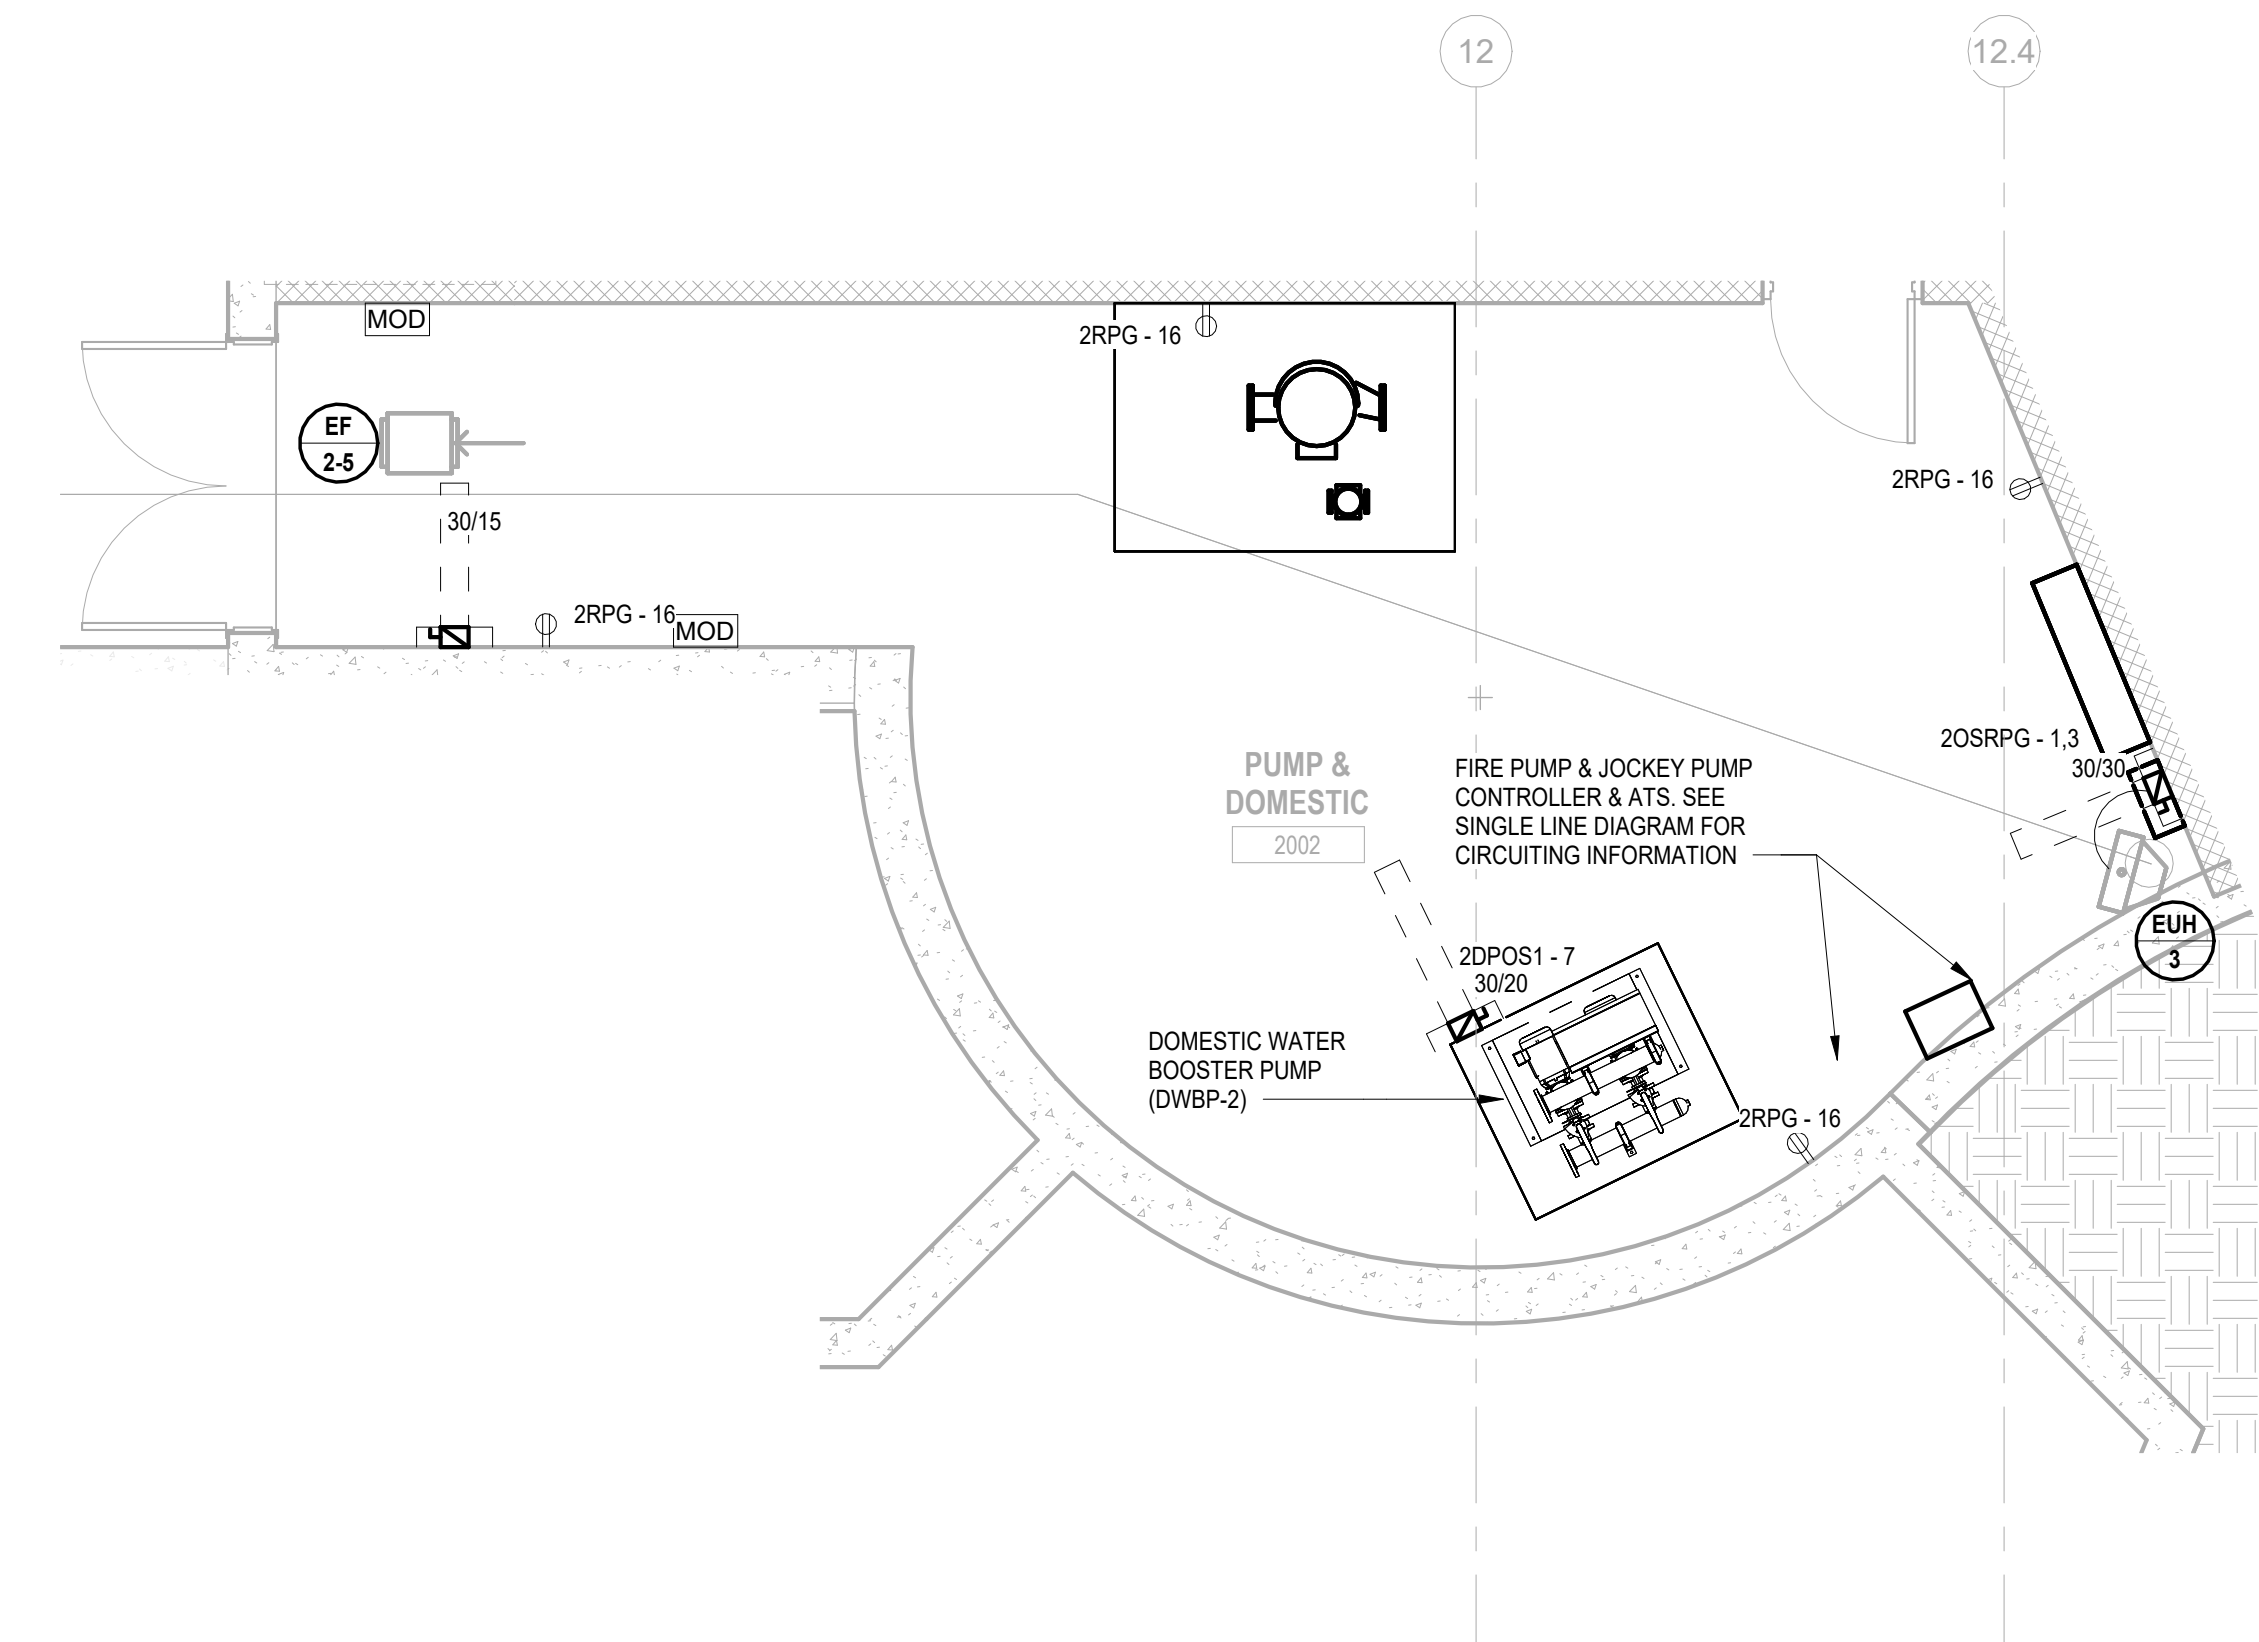 12
12.4
MOD
2RPG - 16
EF
2-5
2RPG - 16
30/15
2RPG - 16
MOD
2OSRPG - 1,3
30/30
PUMP &
DOMESTIC
2002
FIRE PUMP & JOCKEY PUMP
CONTROLLER & ATS. SEE
SINGLE LINE DIAGRAM FOR
CIRCUITING INFORMATION
EUH
3
2DPOS1 - 7
30/20
DOMESTIC WATER
BOOSTER PUMP
(DWBP-2)
2RPG - 16